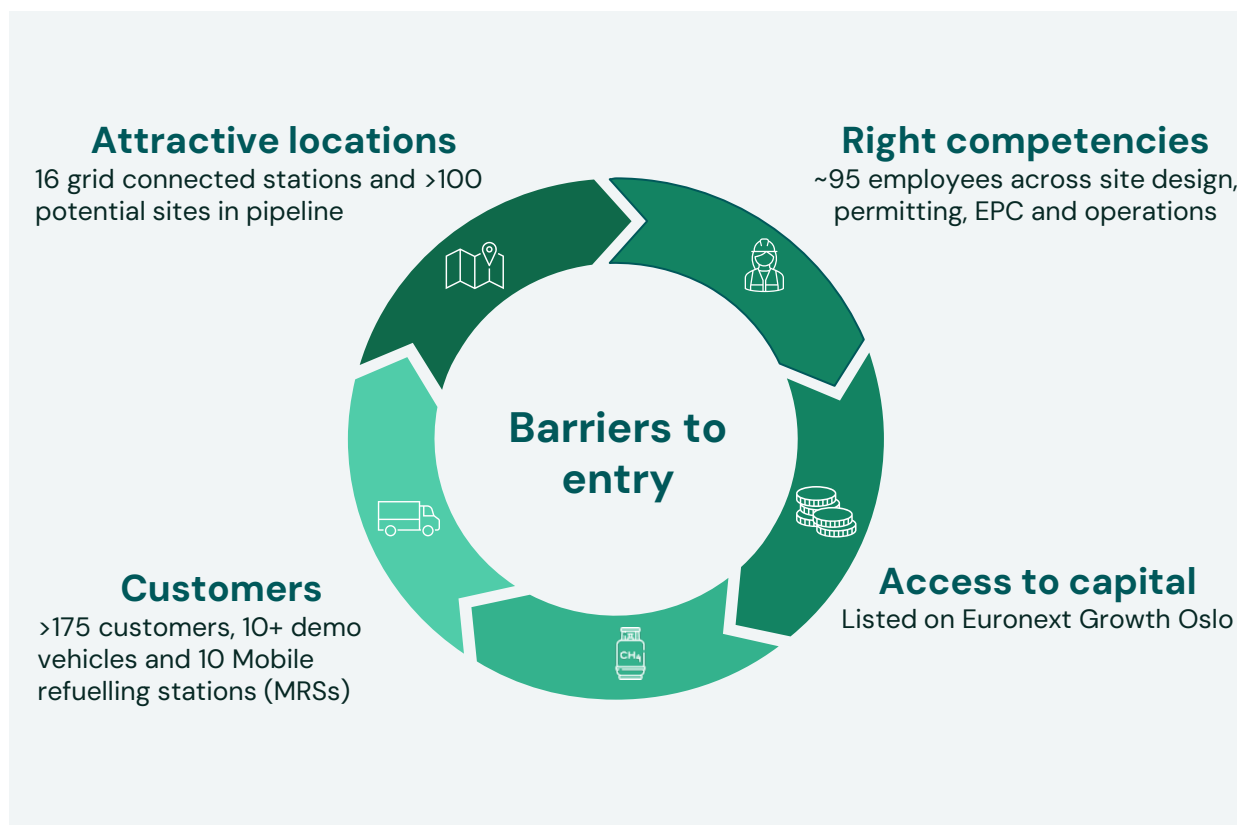 Attractive locations
16 grid connected stations and >100
potential sites in pipeline
Right competencies
~95 employees across site design,
permitting, EPC and operations
Barriers to
entry
Customers
>175 customers, 10+ demo
vehicles and 10 Mobile
refuelling stations (MRSs)
Access to capital
Listed on Euronext Growth Oslo
CH₄